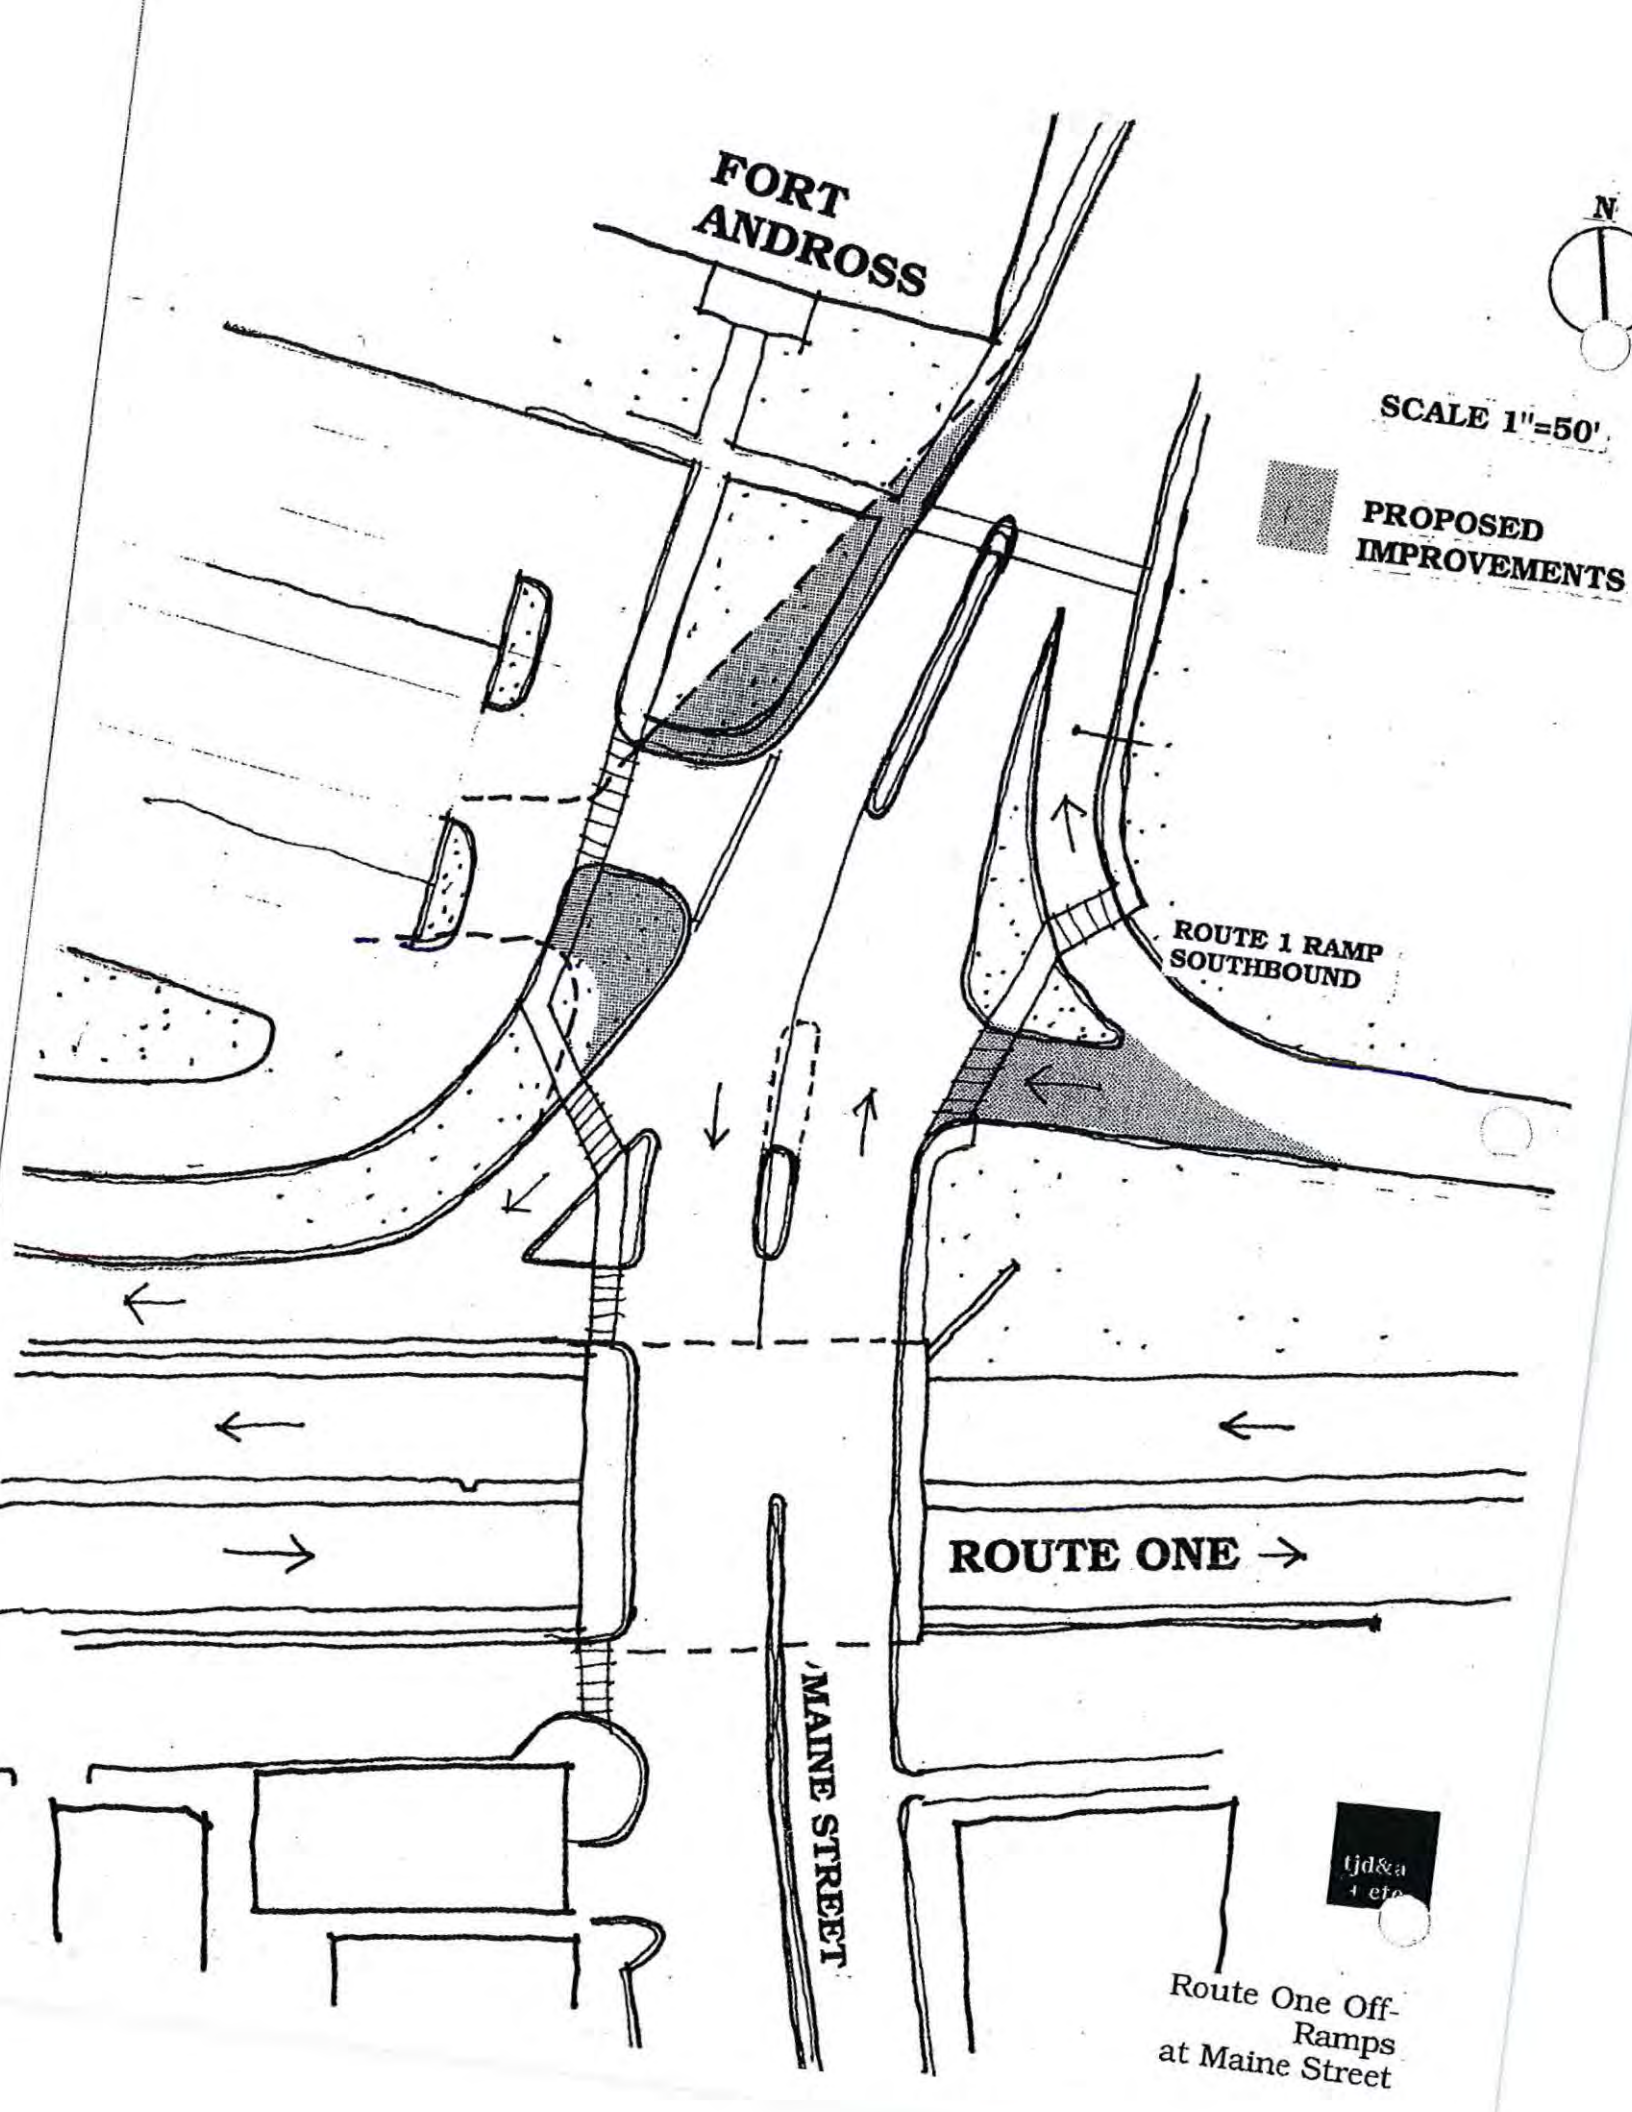 FORT
ANDROSS
N
SCALE 1"=50'
PROPOSED
IMPROVEMENTS
ROUTE 1 RAMP
SOUTHBOUND
ROUTE ONE →
MAINE STREET
tjd&a
Route One Off-
Ramps
at Maine Street